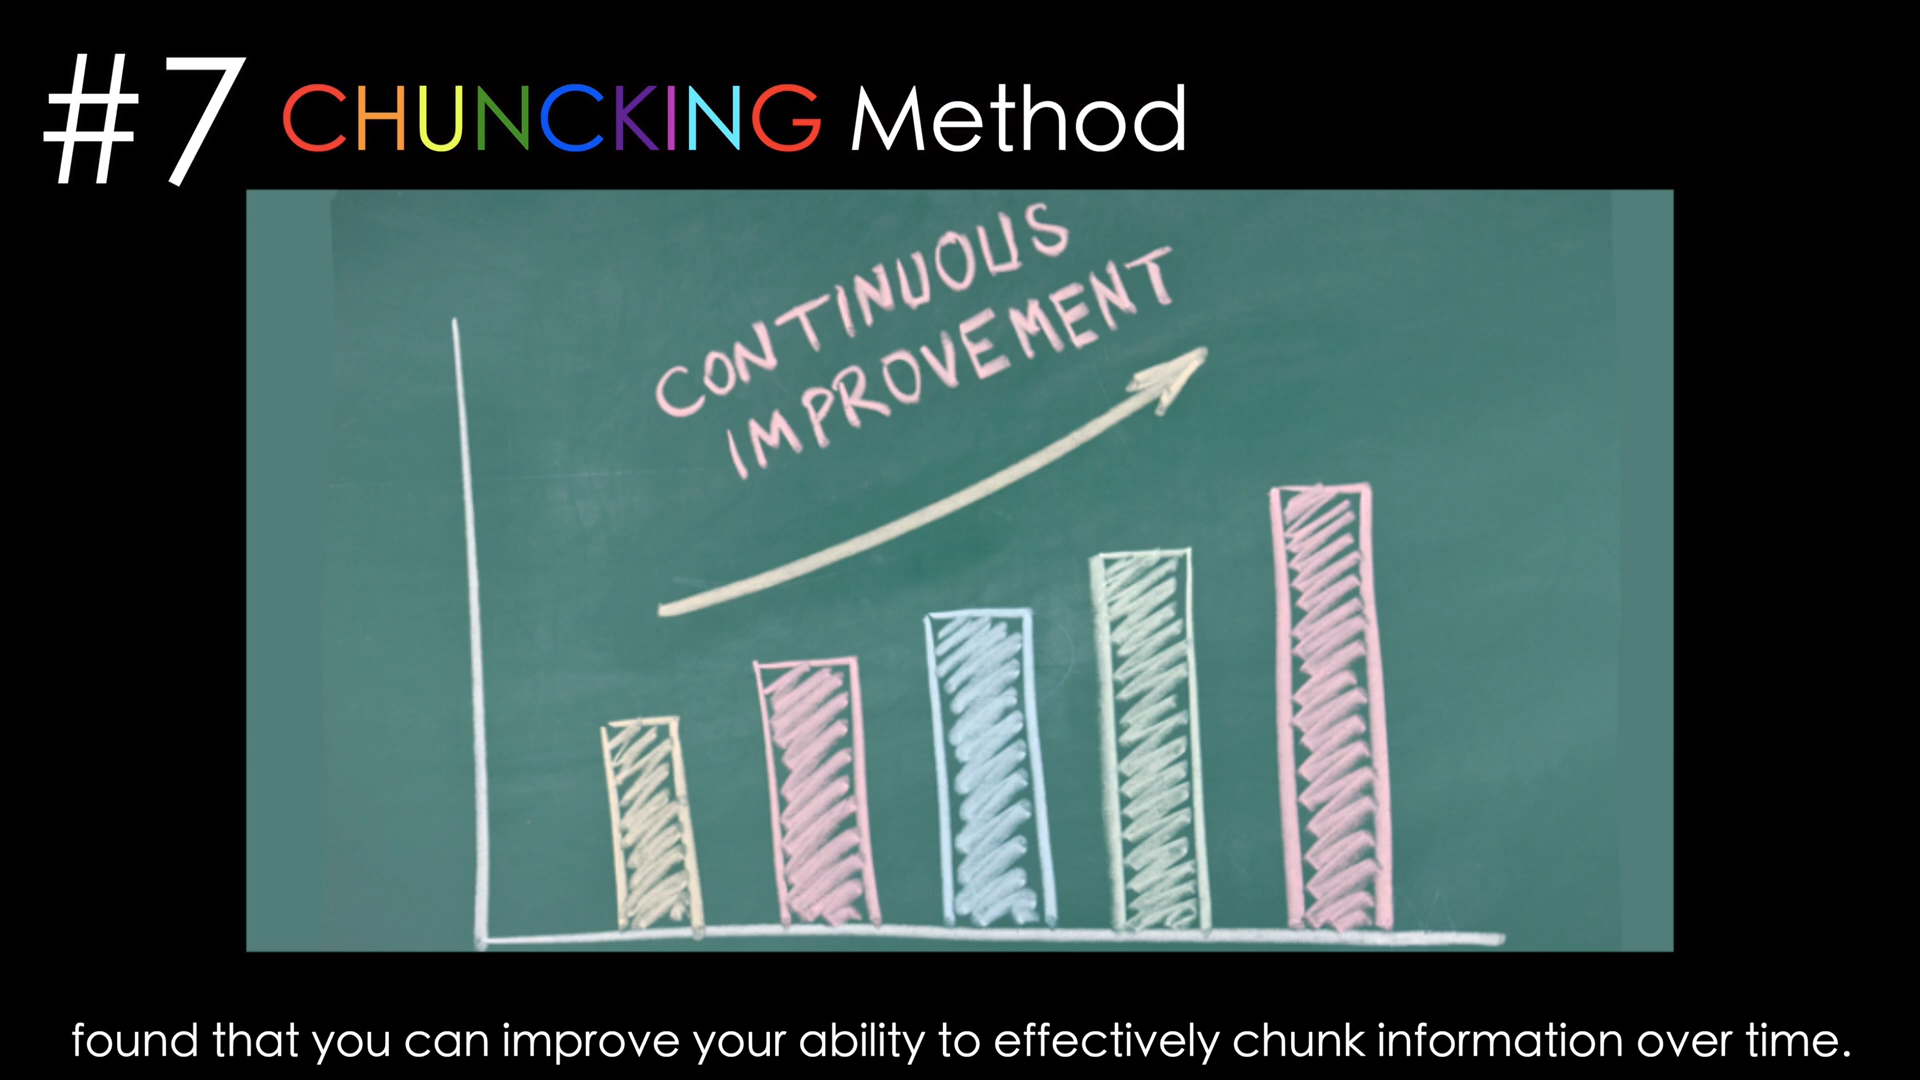 #7 CHUNCKING Method
CONTINUOUS
IMPROVEMENT
found that you can improve your ability to effectively chunk information over time.